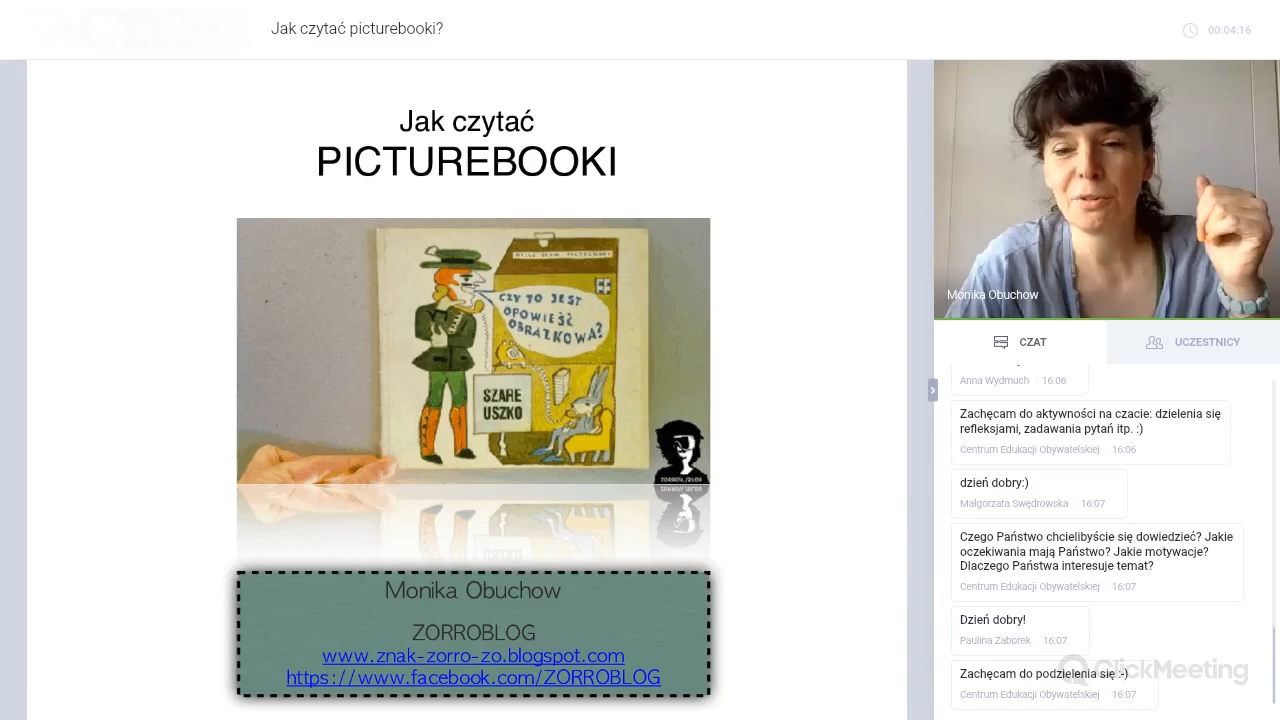 Jak czytać picturebooki?
00:04:16
Jak czytać
PICTUREBOOKI
CZY TO JEST
OPOWIEŚĆ
OBRAZKOWA?
SZARE
USZKO
Monika Obuchow
ZORROBLOG
www.znak-zorro-zo.blogspot.com
https://www.facebook.com/ZORROBLOG
Monika Obuchow
CZAT
UCZESTNICY
Anna Wydmuch 16:06
Zachęcam do aktywności na czacie: dzielenia się
refleksjami, zadawania pytań itp. :)
Centrum Edukacji Obywatelskiej 16:06
dzień dobry:)
Małgorzata Swędrowska 16:07
Czego Państwo chcielibyście się dowiedzieć? Jakie
oczekiwania mają Państwo? Jakie motywacje?
Dlaczego Państwa interesuje temat?
Centrum Edukacji Obywatelskiej 16:07
Dzień dobry!
Paulina Zaborek 16:07
Zachęcam do podzielenia się :-)
Centrum Edukacji Obywatelskiej 16:07
ClickMeeting